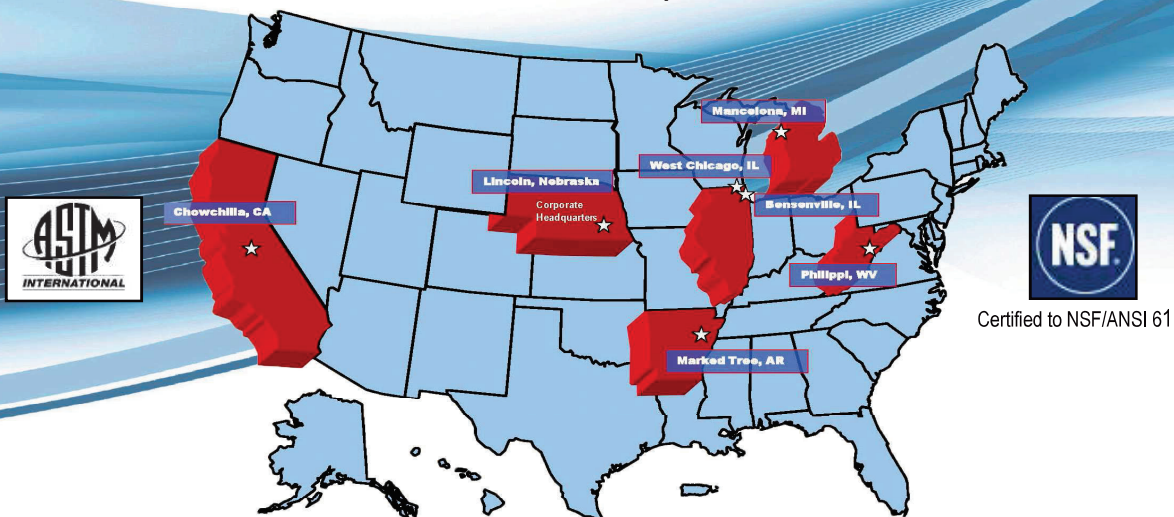 Mancelona, MI
West Chicago, IL
Lincoln, Nebraska
Corporate
Headquarters
Chowchilla, CA
Bensonville, IL
Philippi, WV
Marked Tree, AR
ASTM
INTERNATIONAL
NSF.
Certified to NSF/ANSI 61